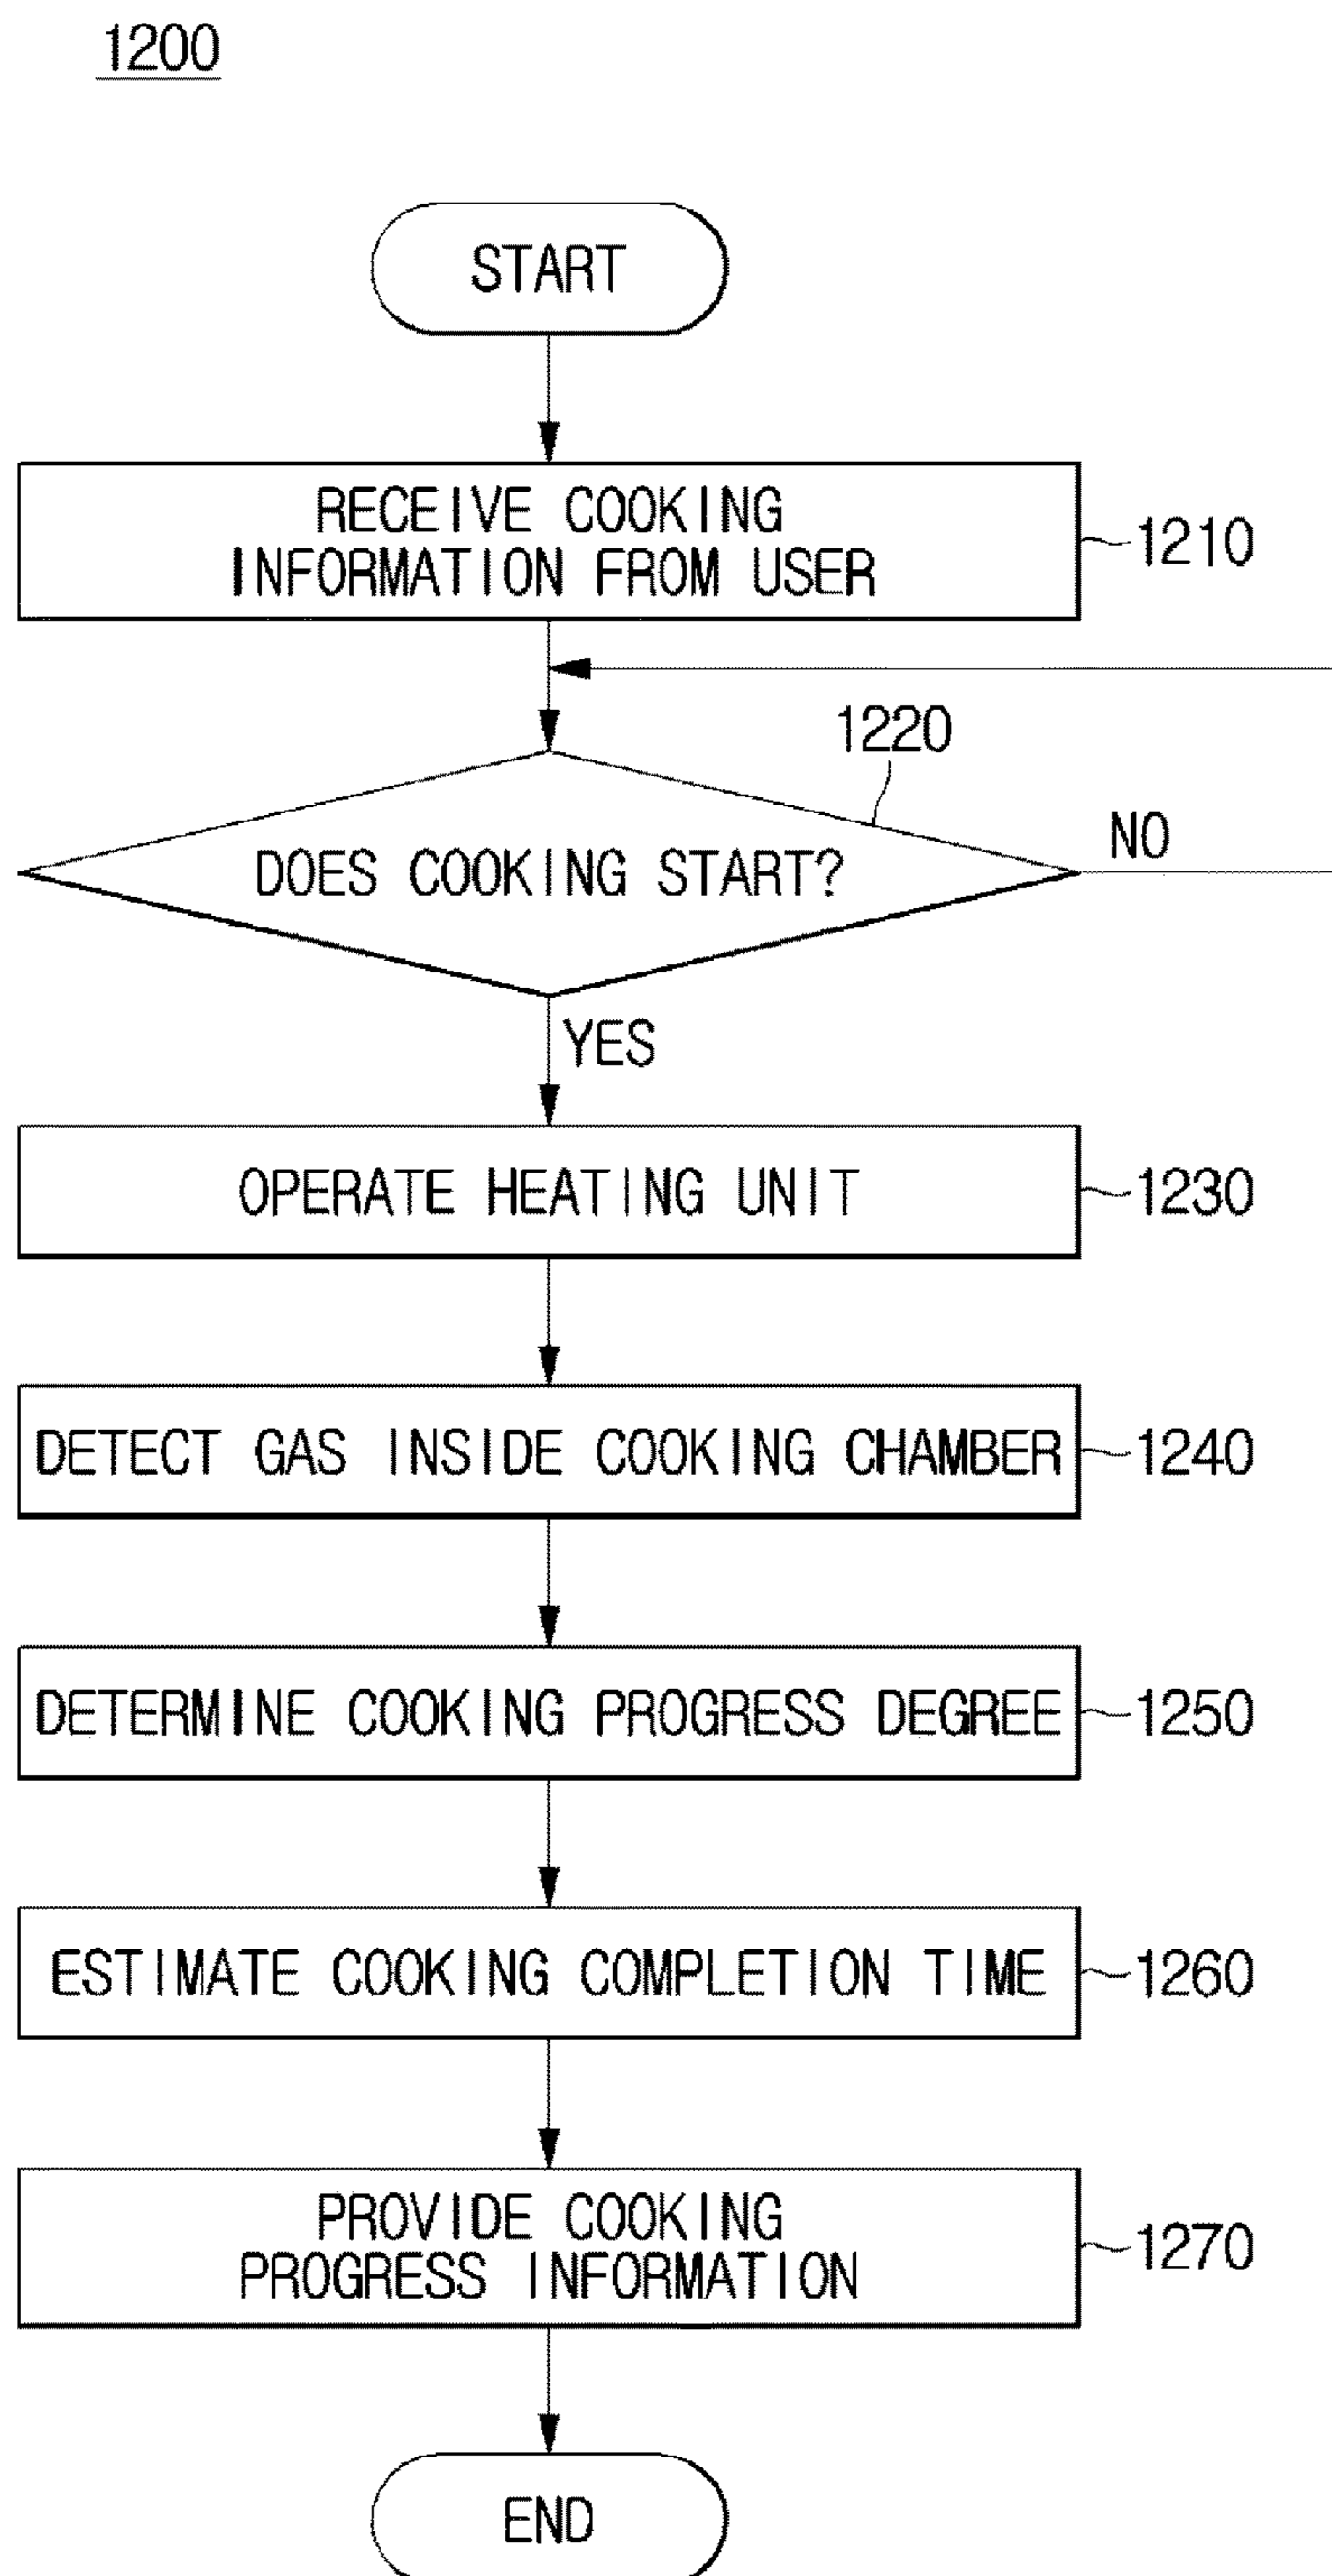 1200
START
RECEIVE COOKING
INFORMATION FROM USER
1210
1220
DOES COOKING START?
NO
YES
OPERATE HEATING UNIT
1230
DETECT GAS INSIDE COOKING CHAMBER
1240
DETERMINE COOKING PROGRESS DEGREE
1250
ESTIMATE COOKING COMPLETION TIME
1260
PROVIDE COOKING
PROGRESS INFORMATION
1270
END